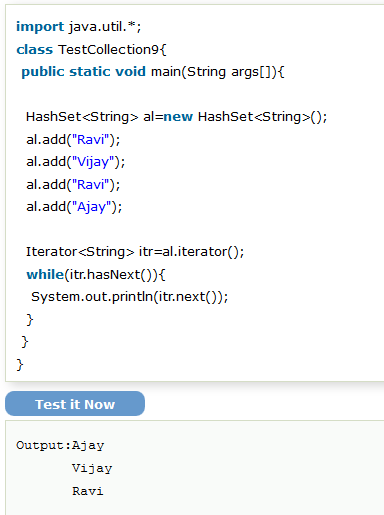 import java.util.*;
class TestCollection9{
public static void main(String args[]){
HashSet<String> al=new HashSet<String>();
al.add("Ravi");
al.add("Vijay");
al.add("Ravi");
al.add("Ajay");
Iterator<String> itr=al.iterator();
while(itr.hasNext()){
System.out.println(itr.next());
}
}
}
Test it Now
Output:Ajay
Vijay
Ravi